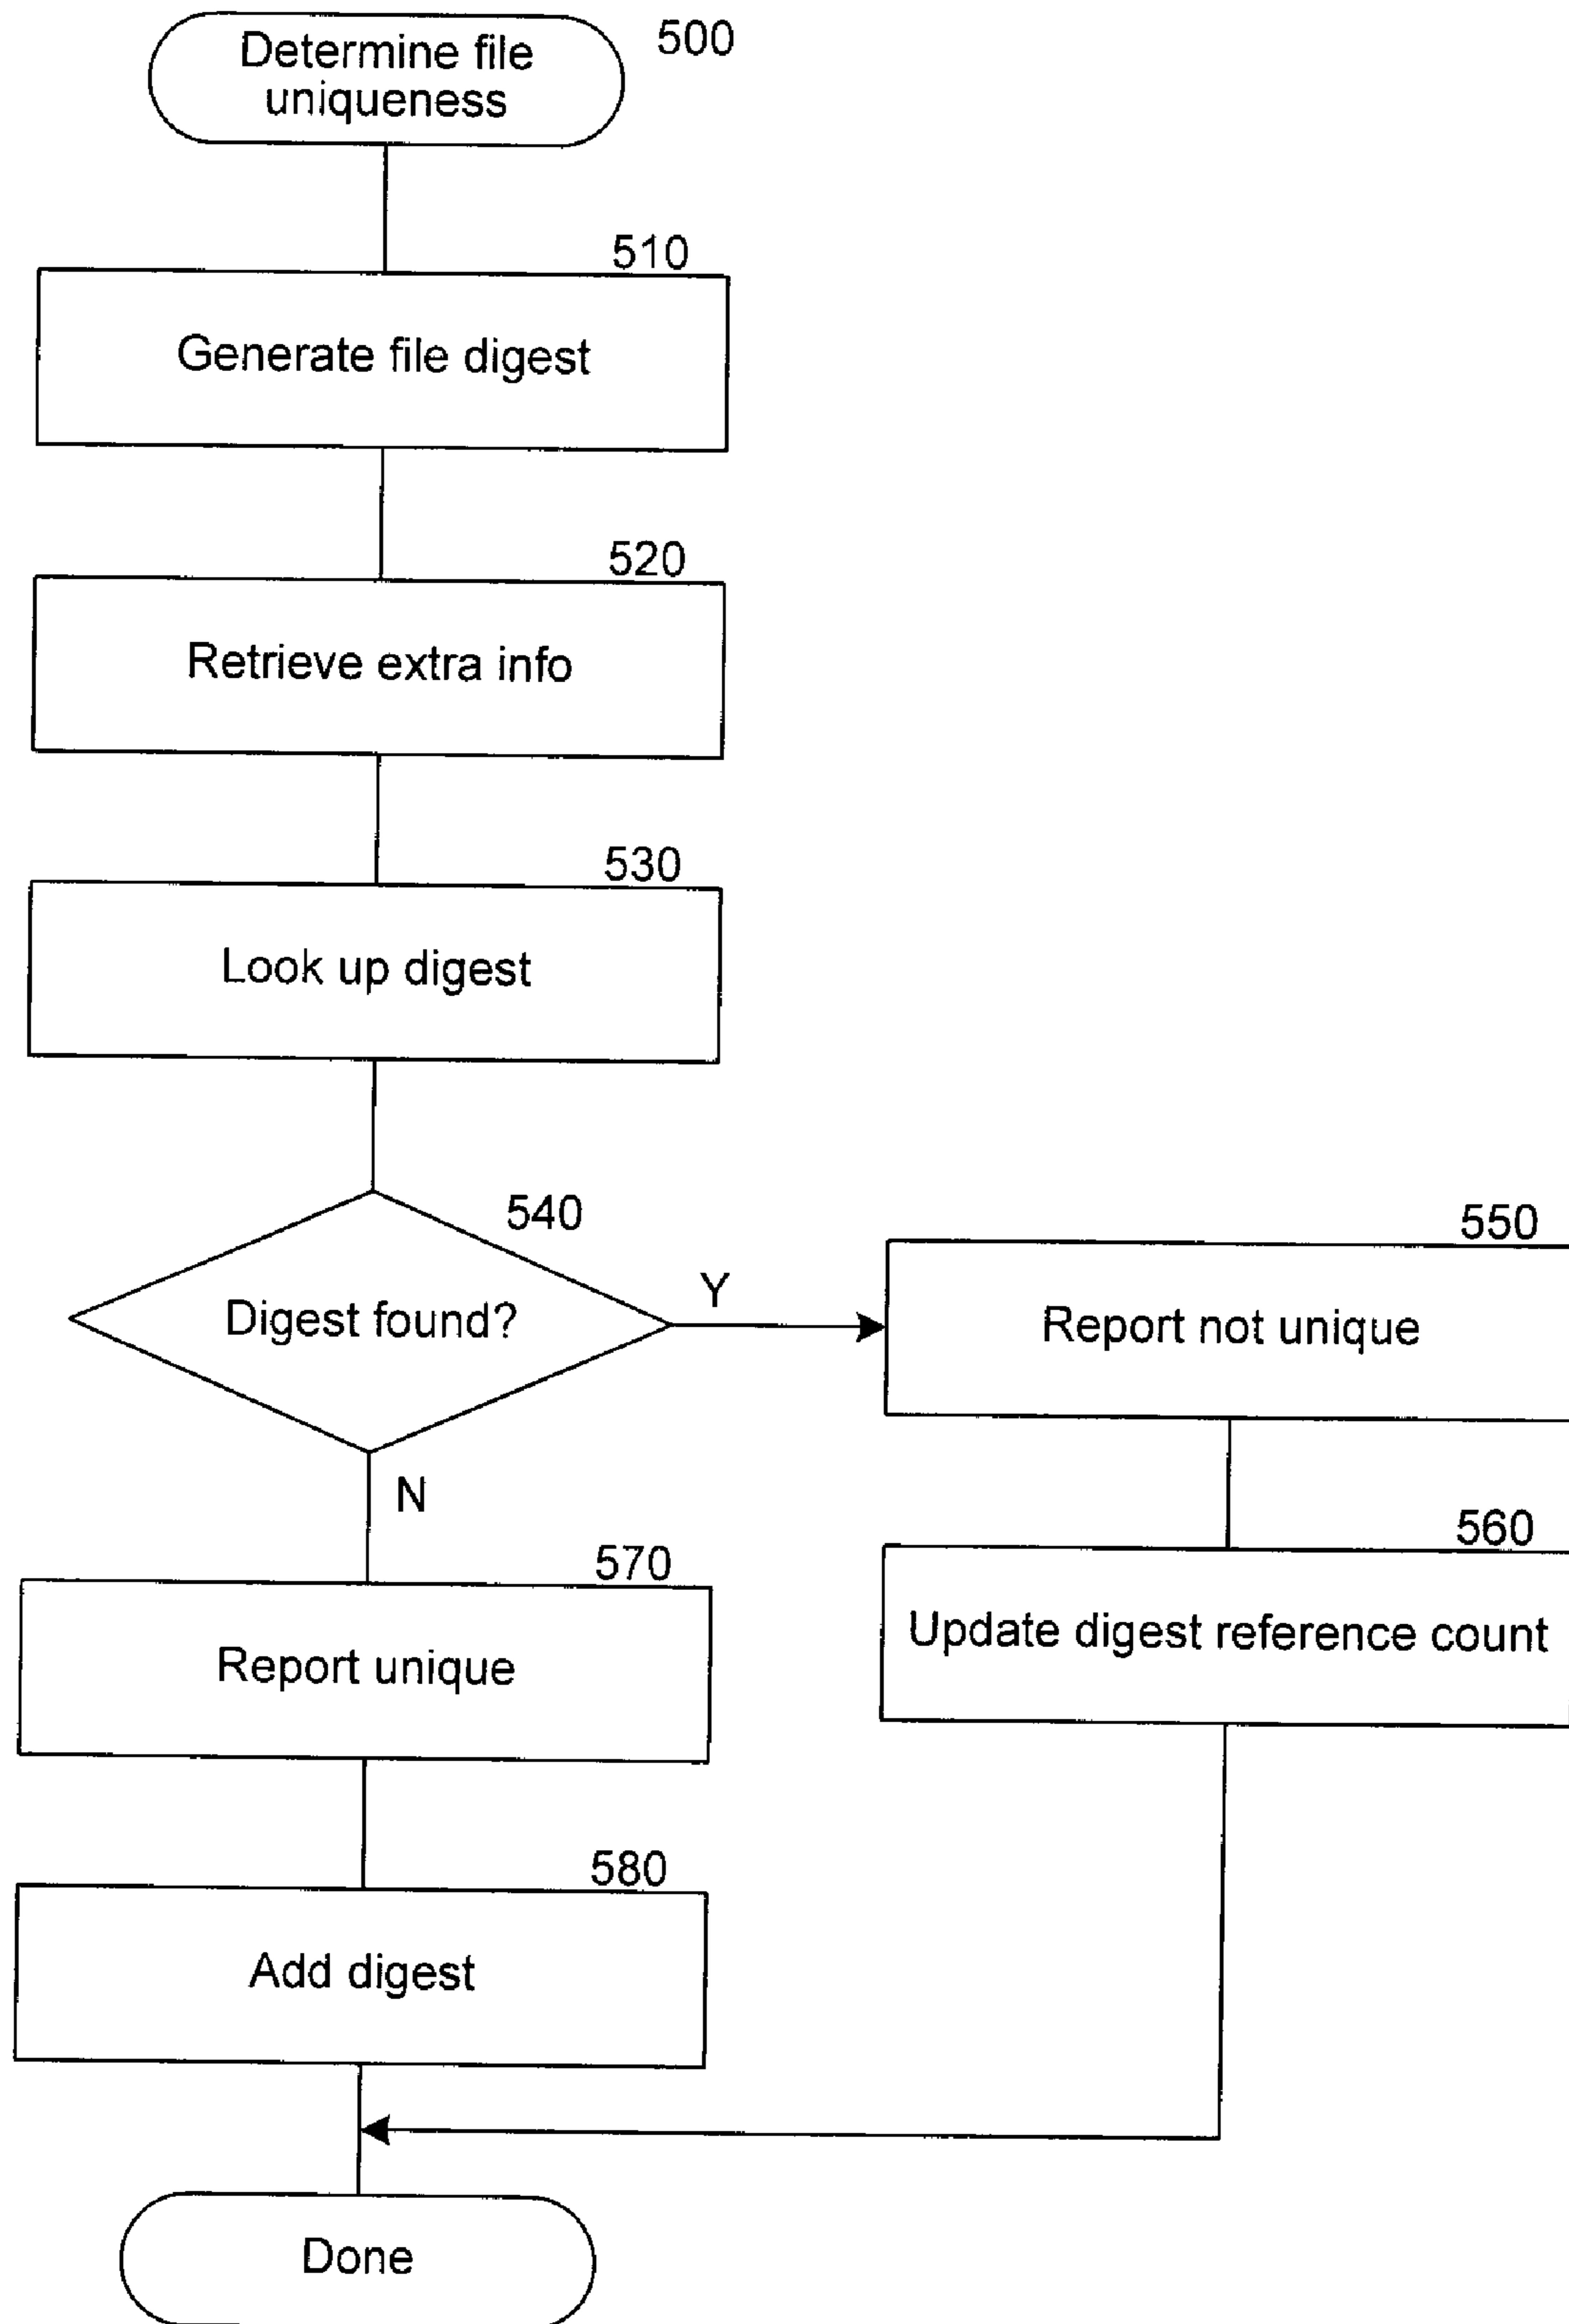 Determine file
uniqueness
500
510
Generate file digest
520
Retrieve extra info
530
Look up digest
540
Digest found?
Y
550
Report not unique
560
Update digest reference count
N
570
Report unique
580
Add digest
Done